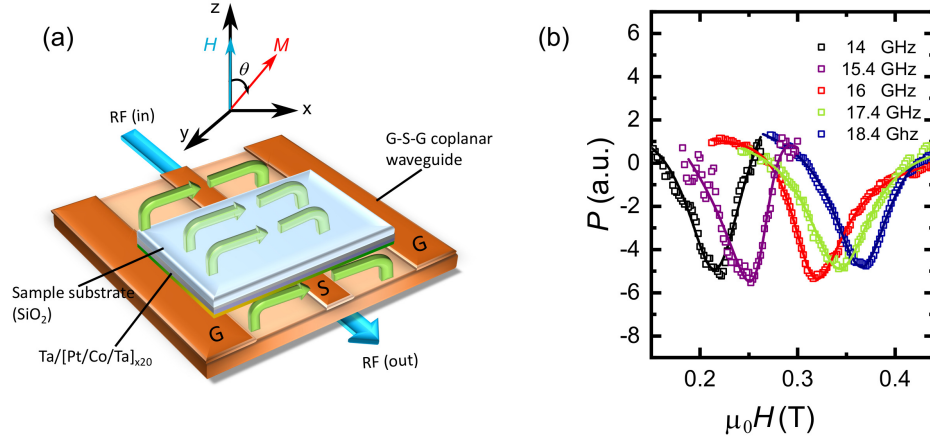 (a)
z
H
M
θ
x
y
RF (in)
G-S-G coplanar
waveguide
G
S
G
Sample substrate
(SiO2)
Ta/[Pt/Co/Ta]x20
RF (out)
(b)
P (a.u.)
6
4
2
0
-2
-4
-6
-8
14 GHz
15.4 GHz
16 GHz
17.4 GHz
18.4 Ghz
0.2
0.3
0.4
μ0H (T)